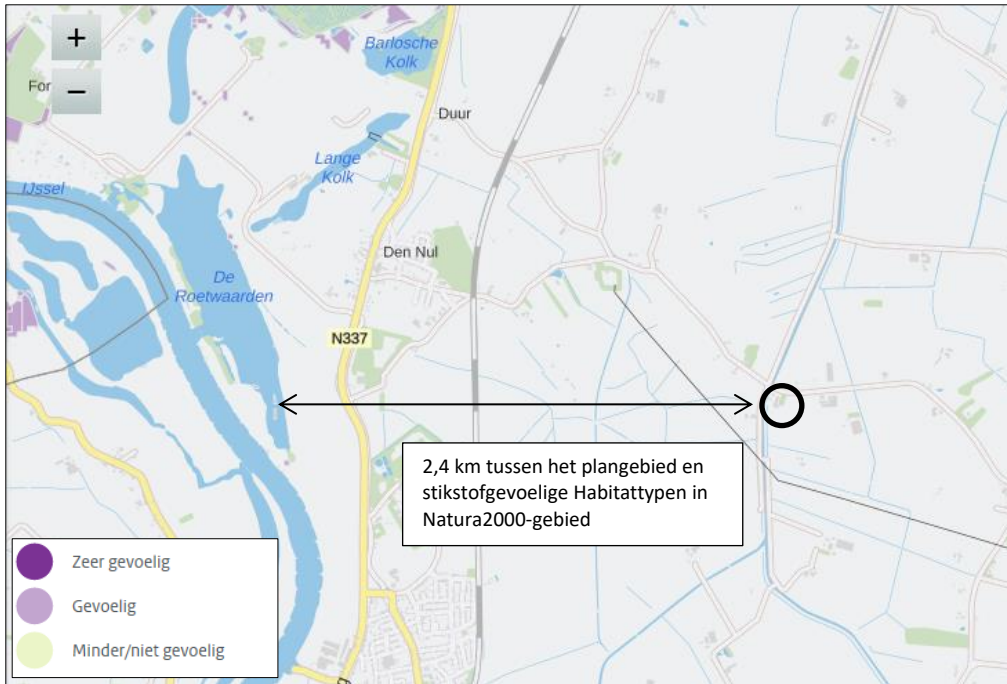 +
−
For
Barlosche
Kolk
Duur
Lange
Kolk
IJssel
Den Nul
De
Roetwaarden
N337
2,4 km tussen het plangebied en
stikstofgevoelige Habitattypen in
Natura2000-gebied
Zeer gevoelig
Gevoelig
Minder/niet gevoelig